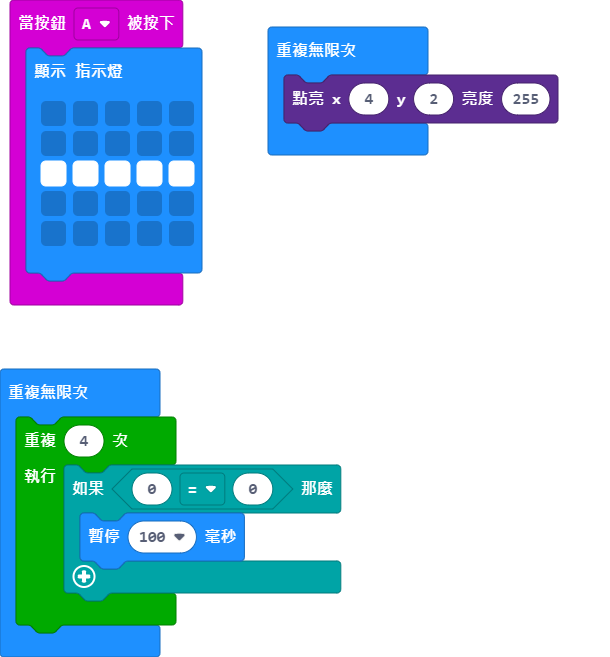 當按鈕 A 被按下
顯示 指示燈
重複無限次
點亮 x 4 y 2 亮度 255
重複無限次
重複 4 次
執行
如果 0 = 0 那麼
暫停 100 毫秒